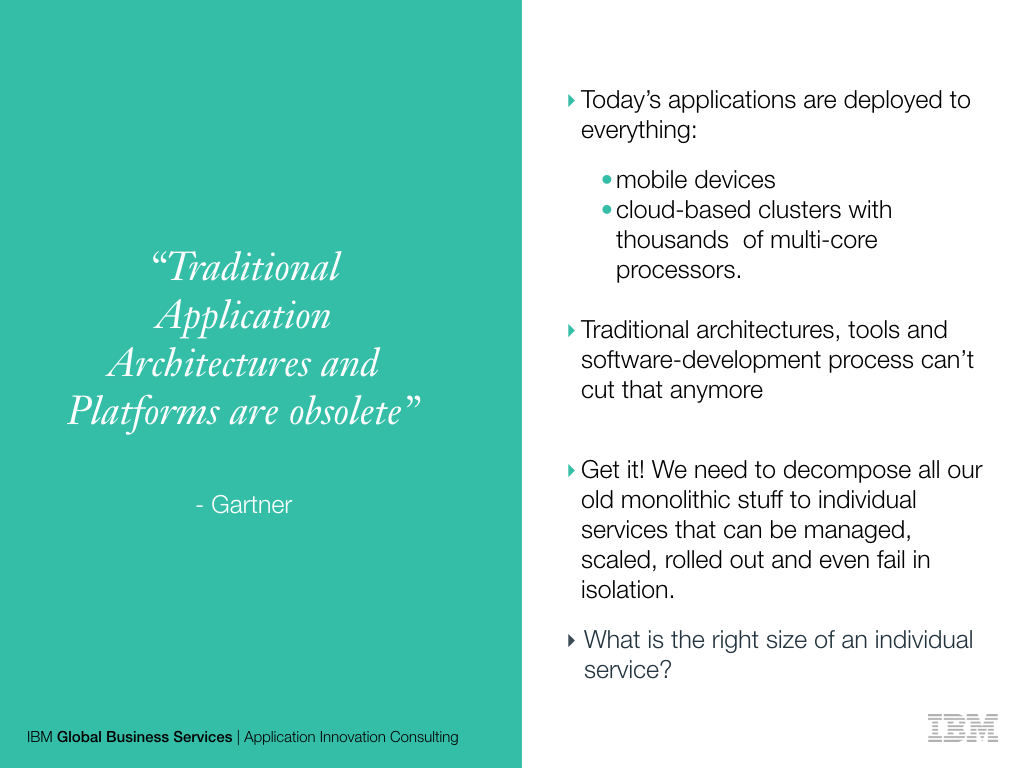 “Traditional
Application
Architectures and
Platforms are obsolete”
- Gartner
IBM Global Business Services | Application Innovation Consulting
Today’s applications are deployed to
everything:
mobile devices
cloud-based clusters with
thousands  of multi-core
processors.
Traditional architectures, tools and
software-development process can’t
cut that anymore
Get it! We need to decompose all our
old monolithic stuff to individual
services that can be managed,
scaled, rolled out and even fail in
isolation.
What is the right size of an individual
service?
IBM